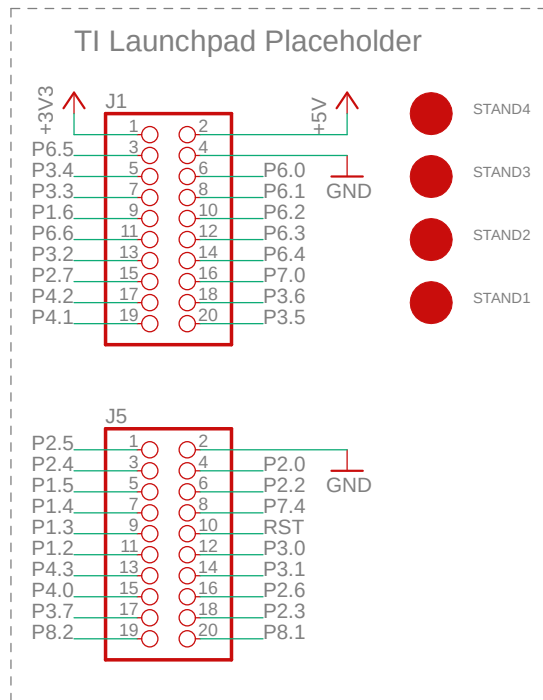 TI Launchpad Placeholder
J1
+3V3 1 2 +5V STAND4
P6.5 3 4 GND
P3.4 5 6 P6.0 STAND3
P3.3 7 8 P6.1
P1.6 9 10 P6.2
P6.6 11 12 P6.3 STAND2
P3.2 13 14 P6.4
P2.7 15 16 P7.0
P4.2 17 18 P3.6 STAND1
P4.1 19 20 P3.5
J5
P2.5 1 2 GND
P2.4 3 4 P2.0
P1.5 5 6 P2.2
P1.4 7 8 P7.4
P1.3 9 10 RST
P1.2 11 12 P3.0
P4.3 13 14 P3.1
P4.0 15 16 P2.6
P3.7 17 18 P2.3
P8.2 19 20 P8.1